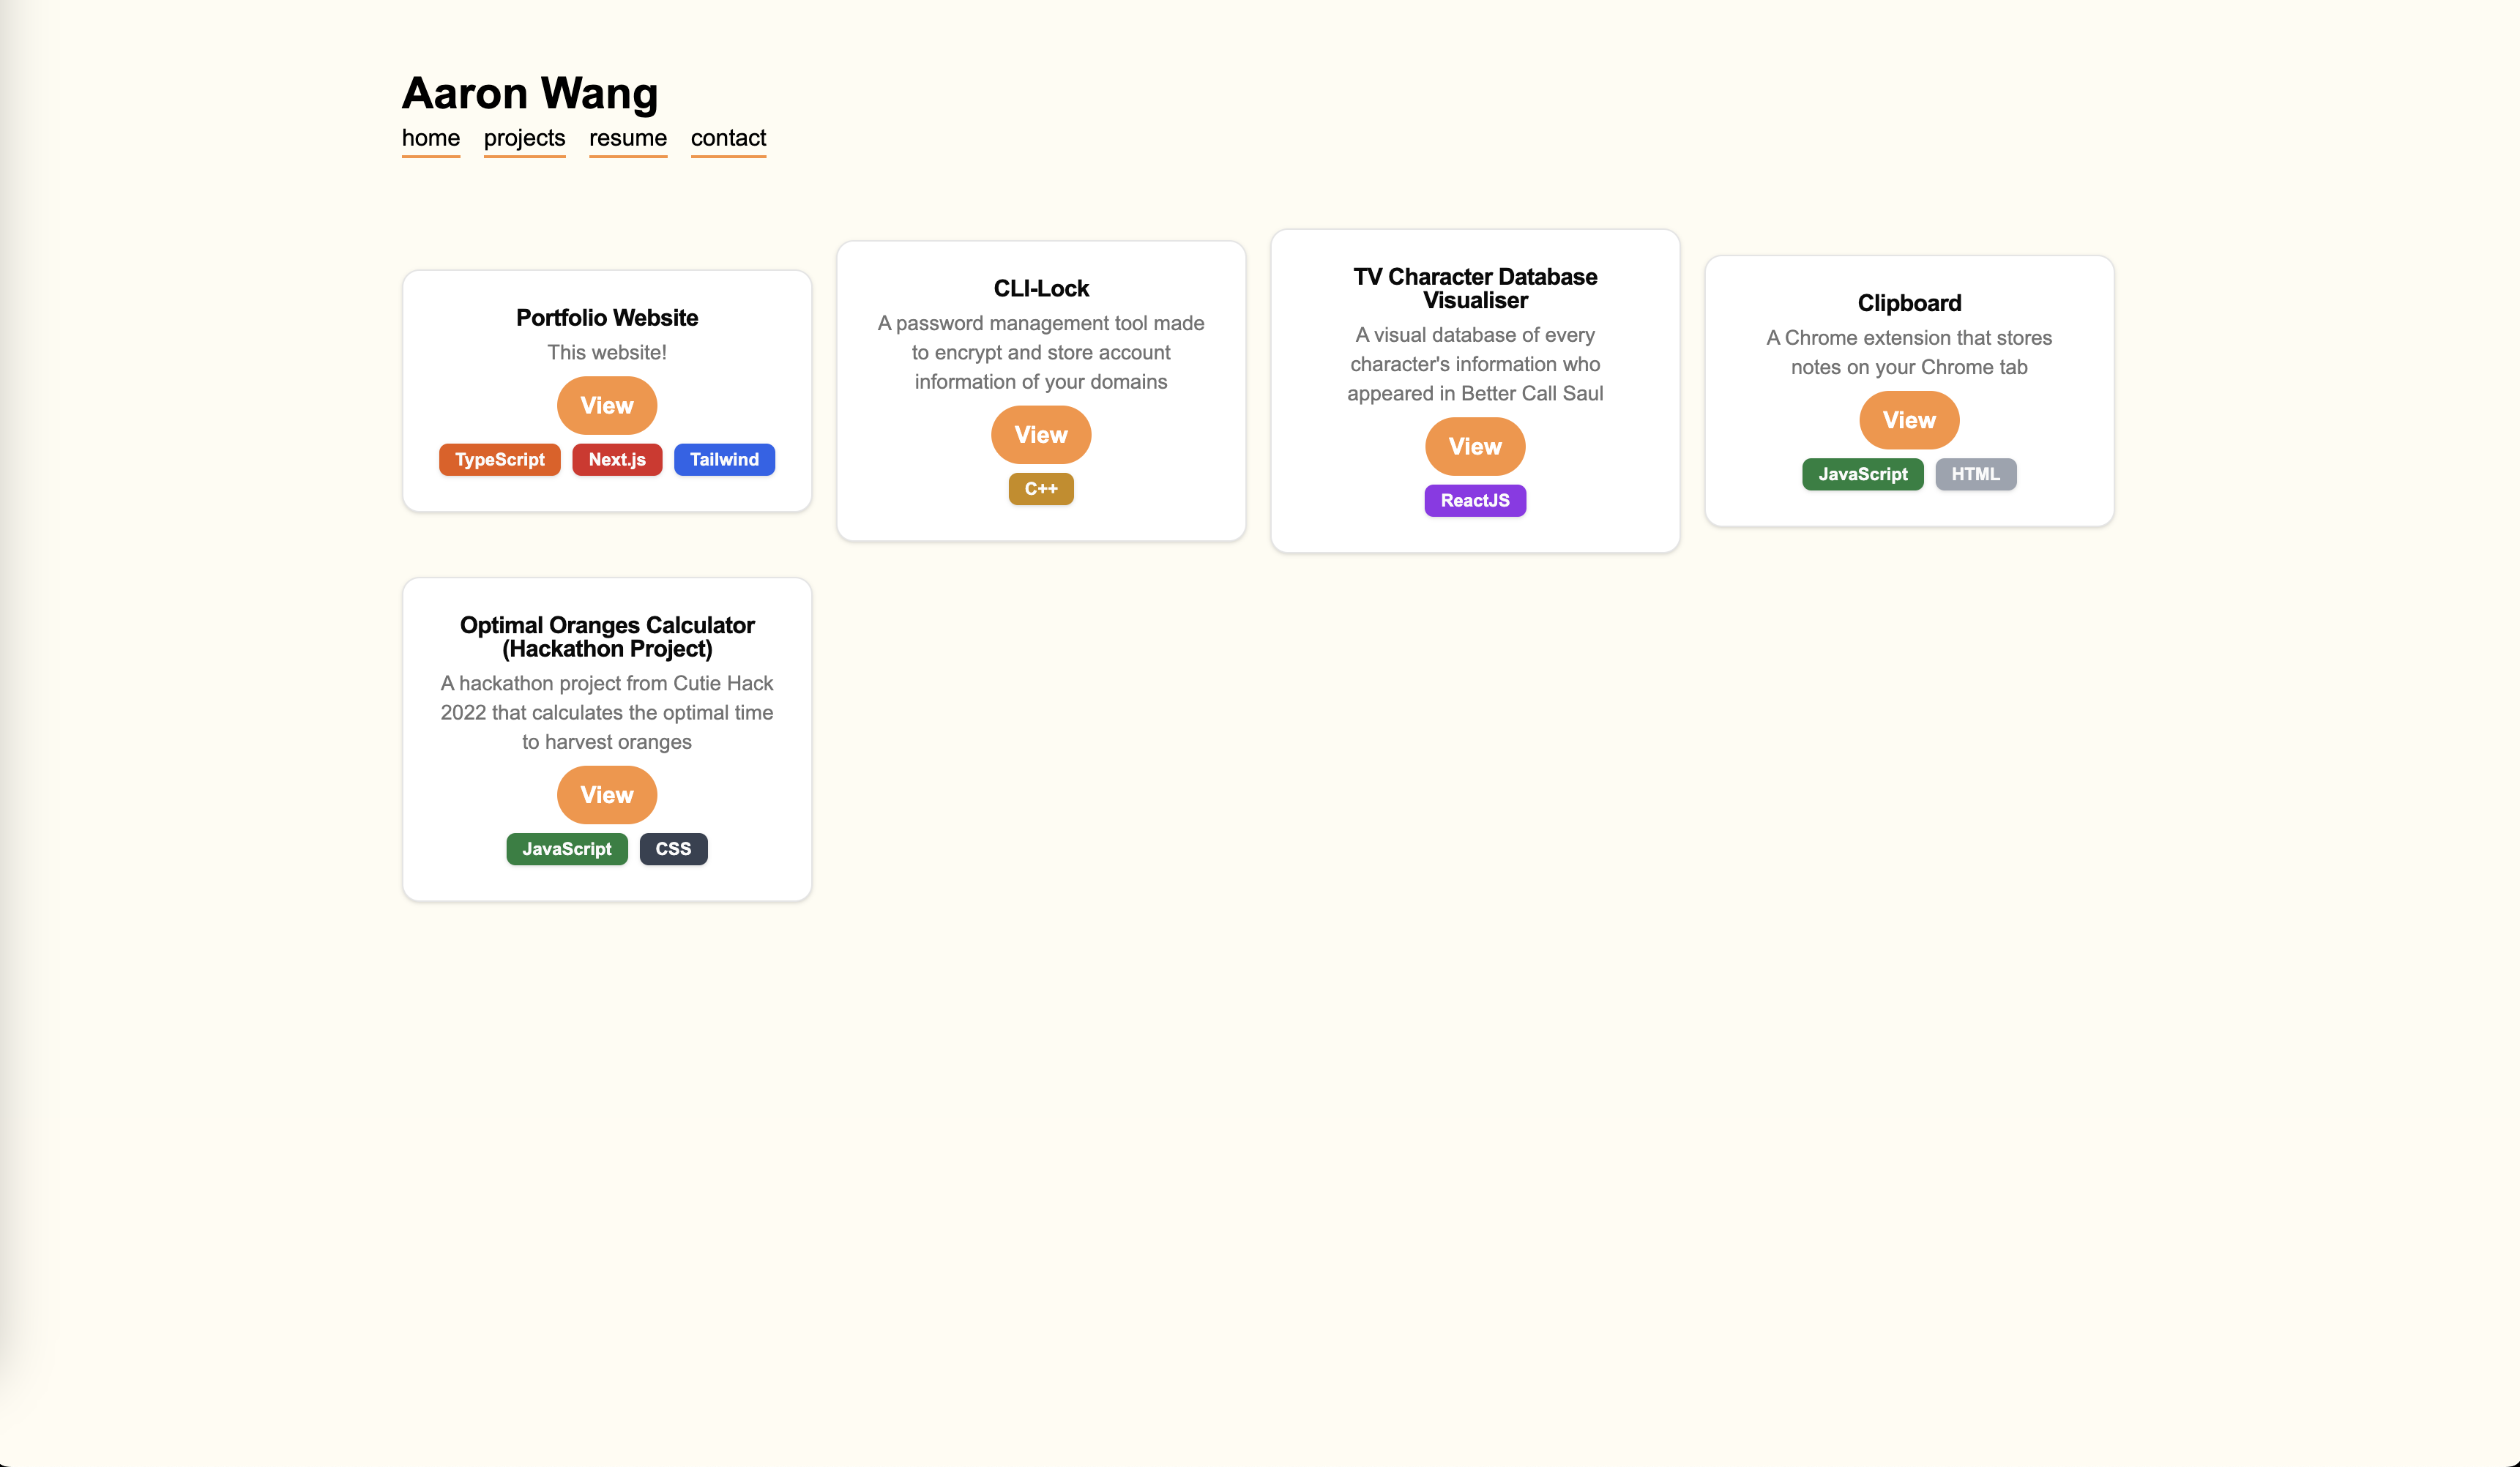 Aaron Wang
home projects resume contact
Portfolio Website
This website!
View
TypeScript Next.js Tailwind
CLI-Lock
A password management tool made
to encrypt and store account
information of your domains
View
C++
TV Character Database
Visualiser
A visual database of every
character's information who
appeared in Better Call Saul
View
ReactJS
Clipboard
A Chrome extension that stores
notes on your Chrome tab
View
JavaScript HTML
Optimal Oranges Calculator
(Hackathon Project)
A hackathon project from Cutie Hack
2022 that calculates the optimal time
to harvest oranges
View
JavaScript CSS